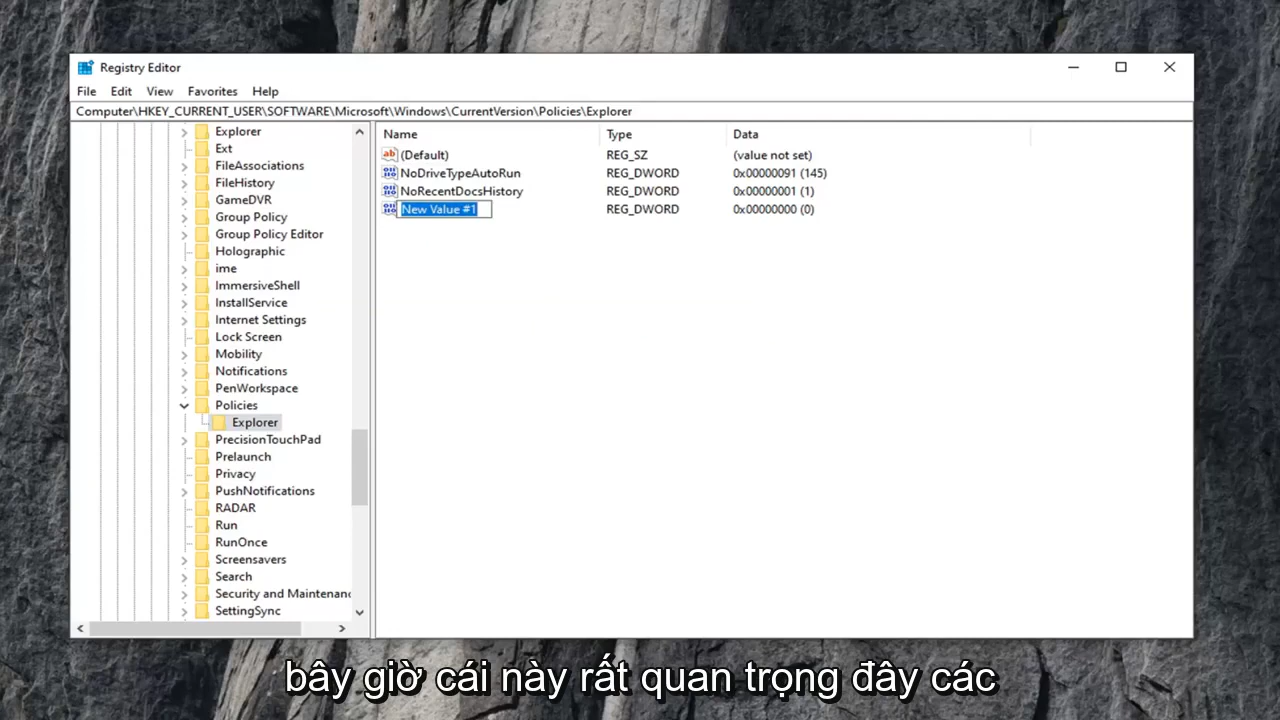 Registry Editor
File Edit View Favorites Help
Computer\HKEY_CURRENT_USER\SOFTWARE\Microsoft\Windows\CurrentVersion\Policies\Explorer
Explorer
Ext
FileAssociations
FileHistory
GameDVR
Group Policy
Group Policy Editor
Holographic
ime
ImmersiveShell
InstallService
Internet Settings
Lock Screen
Mobility
Notifications
PenWorkspace
Policies
Explorer
PrecisionTouchPad
Prelaunch
Privacy
PushNotifications
RADAR
Run
RunOnce
Screensavers
Search
Security and Maintenanc
SettingSync
Name Type Data
(Default) REG_SZ (value not set)
NoDriveTypeAutoRun REG_DWORD 0x00000091 (145)
NoRecentDocsHistory REG_DWORD 0x00000001 (1)
New Value #1 REG_DWORD 0x00000000 (0)
bây giờ cái này rất quan trọng đây các